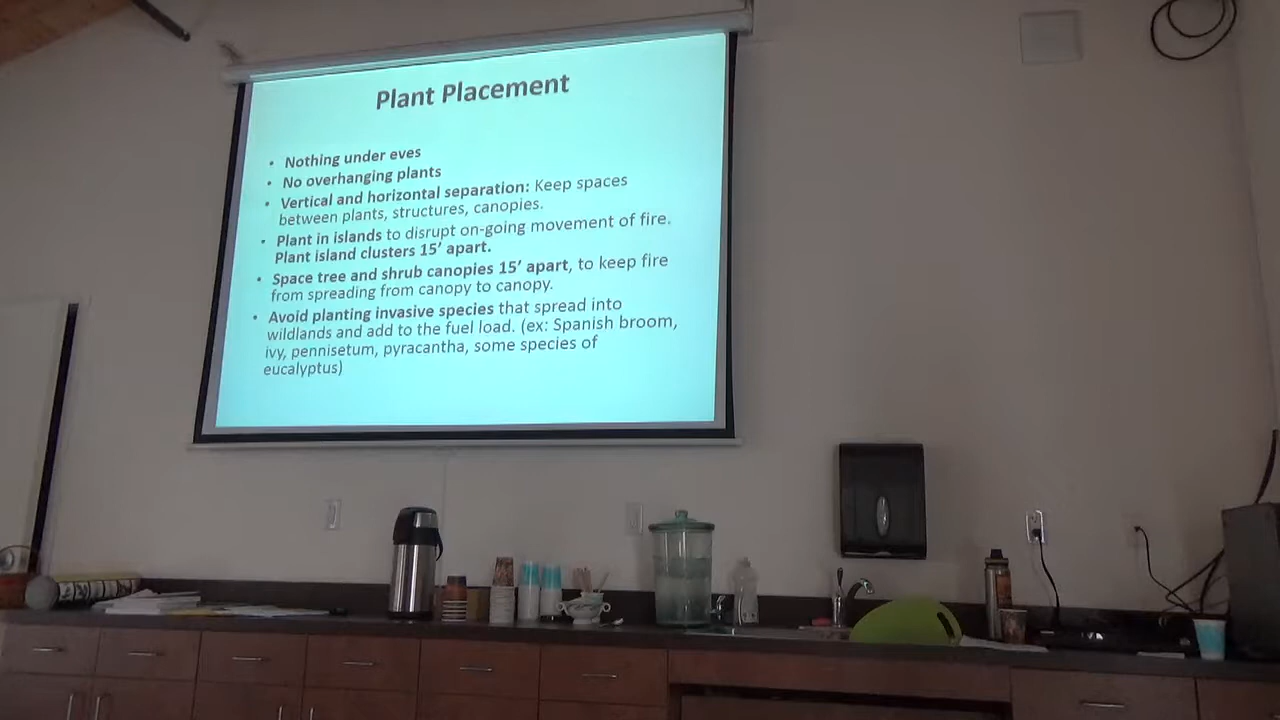 Plant Placement
• Nothing under eves
• No overhanging plants
• Vertical and horizontal separation: Keep spaces
between plants, structures, canopies.
• Plant in islands to disrupt on-going movement of fire.
Plant island clusters 15’ apart.
• Space tree and shrub canopies 15’ apart, to keep fire
from spreading from canopy to canopy.
• Avoid planting invasive species that spread into
wildlands and add to the fuel load. (ex: Spanish broom,
ivy, pennisetum, pyracantha, some species of
eucalyptus)